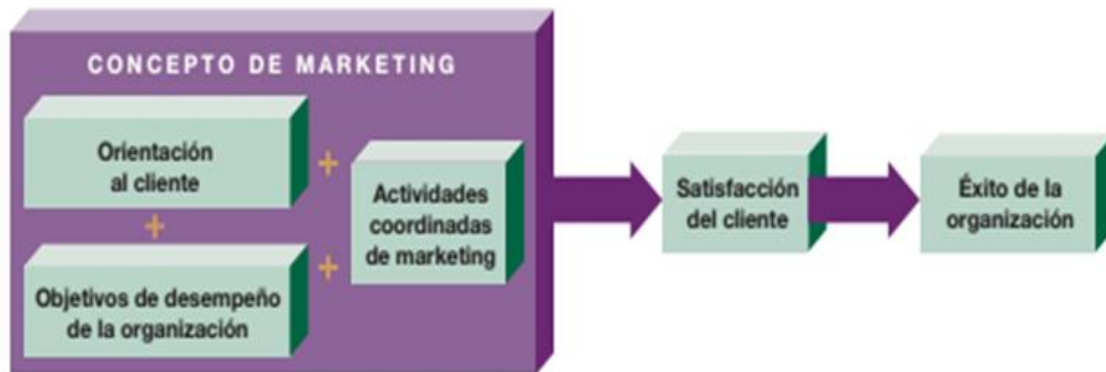 CONCEPTO DE MARKETING
Orientación
al cliente
+
+
Actividades
coordinadas
de marketing
+
Objetivos de desempeño
de la organización
Satisfacción
del cliente
Éxito de la
organización